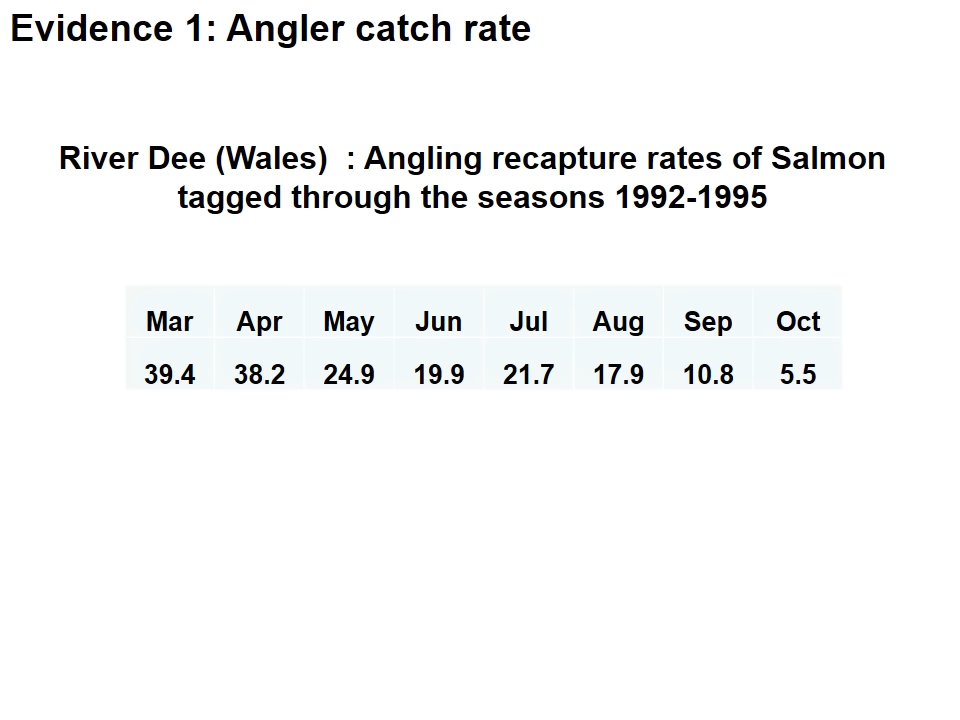 Evidence 1: Angler catch rate
River Dee (Wales)  : Angling recapture rates of Salmon
tagged through the seasons 1992-1995
Mar Apr May Jun Jul Aug Sep Oct
39.4 38.2 24.9 19.9 21.7 17.9 10.8 5.5